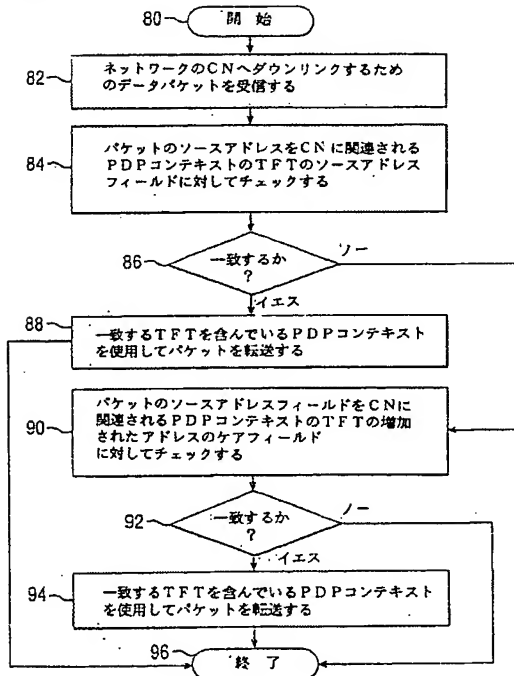 80
開 始
82
ネットワークのCNへダウンリンクするため
のデータパケットを受信する
84
パケットのソースアドレスをCNに関連される
PDPコンテキストのTFTのソースアドレス
フィールドに対してチェックする
86
一致するか
?
ソー
イエス
88
一致するTFTを含んでいるPDPコンテキスト
を使用してパケットを転送する
90
パケットのソースアドレスフィールドをCNに
関連されるPDPコンテキストのTFTの増加
されたアドレスのケアフィールド
に対してチェックする
92
一致するか
?
ノー
イエス
94
一致するTFTを含んでいるPDPコンテキスト
を使用してパケットを転送する
96
終 了